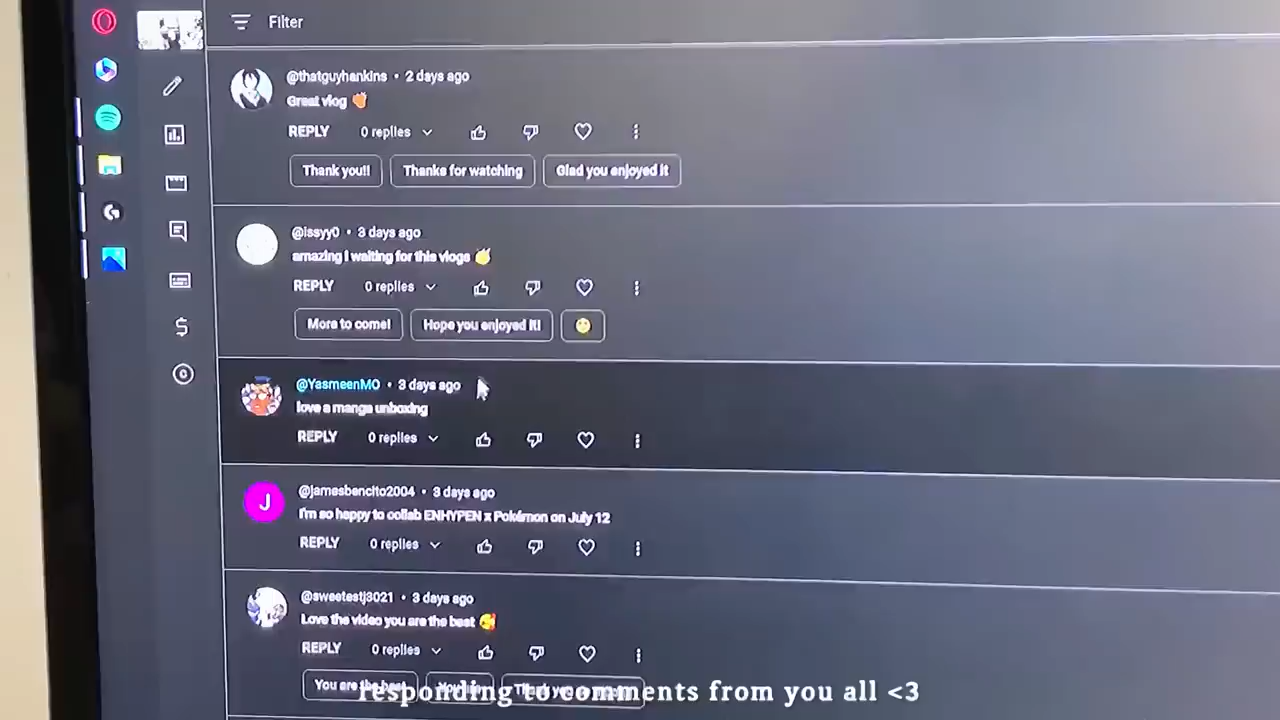 Filter
@thatguyhankins • 2 days ago
Great vlog 👏
REPLY 0 replies
Thank you!! Thanks for watching Glad you enjoyed it
@issyy0 • 3 days ago
amazing i waiting for this vlogs 👏
REPLY 0 replies
More to come! Hope you enjoyed it! 🙂
@YasmeenMO • 3 days ago
love a manga unboxing
REPLY 0 replies
@jamesbencito2004 • 3 days ago
I'm so happy to collab ENHYPEN x Pokémon on July 12
REPLY 0 replies
J
@sweetestj3021 • 3 days ago
Love the video you are the best 🥰
REPLY 0 replies
You are the best
responding to comments from you all <3